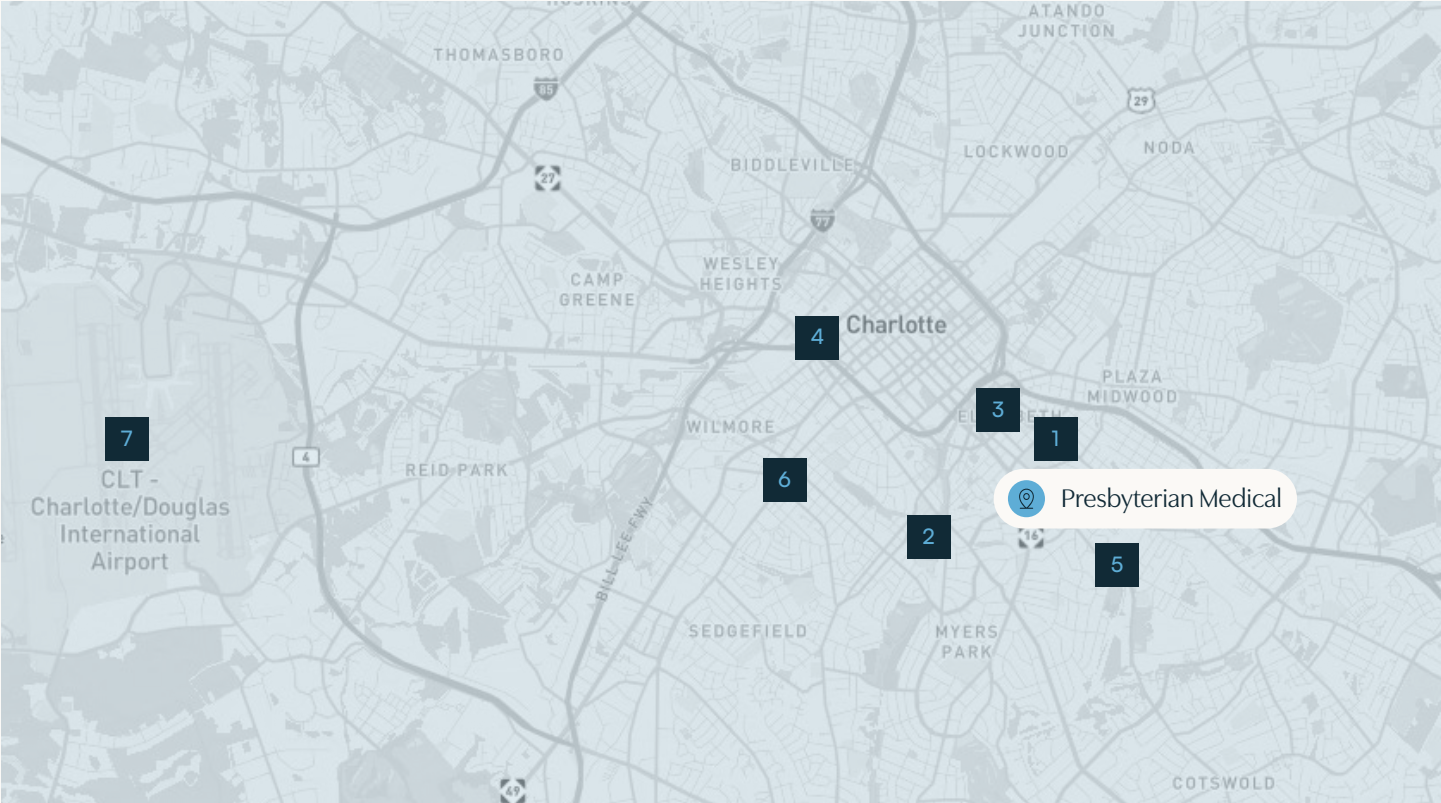 HOSKINS
ATANDO
JUNCTION
THOMASBORO
85
29
LOCKWOOD
NODA
BIDDLEVILLE
27
77
WESLEY
HEIGHTS
CAMP
GREENE
4
Charlotte
PLAZA
MIDWOOD
3
1
7
WILMORE
4
REID PARK
6
CLT -
Charlotte/Douglas
International
Airport
Presbyterian Medical
BILL LEE FWY
2
16
5
SEDGEFIELD
MYERS
PARK
COTSWOLD
49